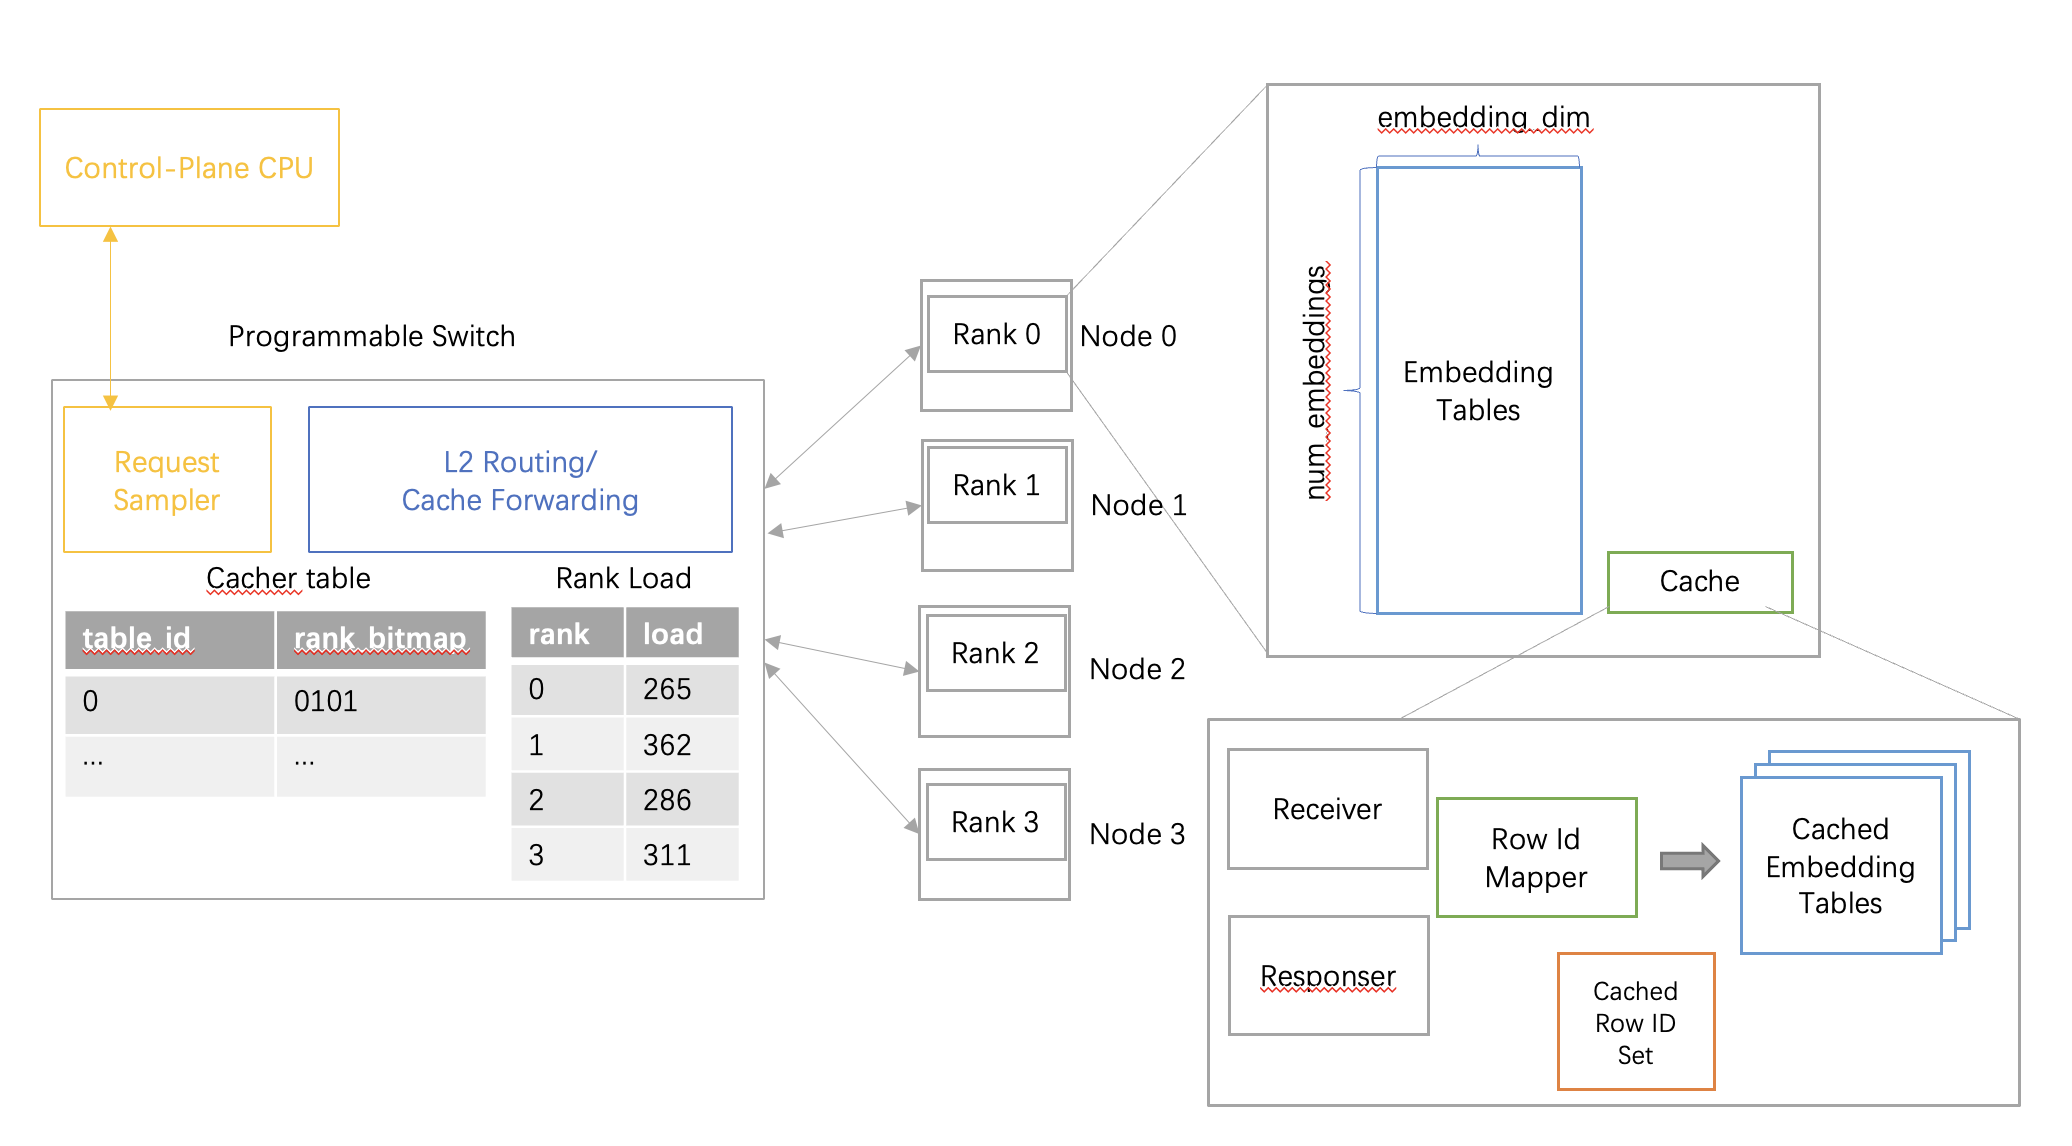 Control-Plane CPU
Programmable Switch
Request
Sampler
L2 Routing/
Cache Forwarding
Cacher table
table_id rank_bitmap
0 0101
... ...
Rank Load
rank load
0 265
1 362
2 286
3 311
Rank 0
Node 0
Rank 1
Node 1
Rank 2
Node 2
Rank 3
Node 3
embedding_dim
num_embeddings
Embedding
Tables
Cache
Receiver
Responser
Row Id
Mapper
Cached
Embedding
Tables
Cached
Row ID
Set